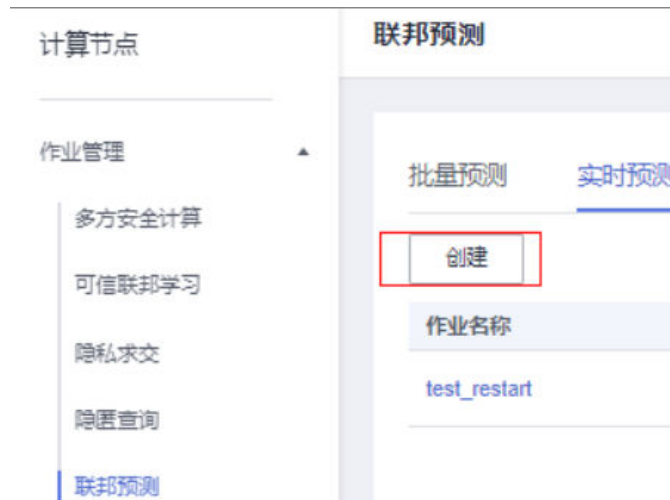 计算节点
作业管理
多方安全计算
可信联邦学习
隐私求交
隐匿查询
联邦预测
联邦预测
批量预测 实时预测
创建
作业名称
test_restart